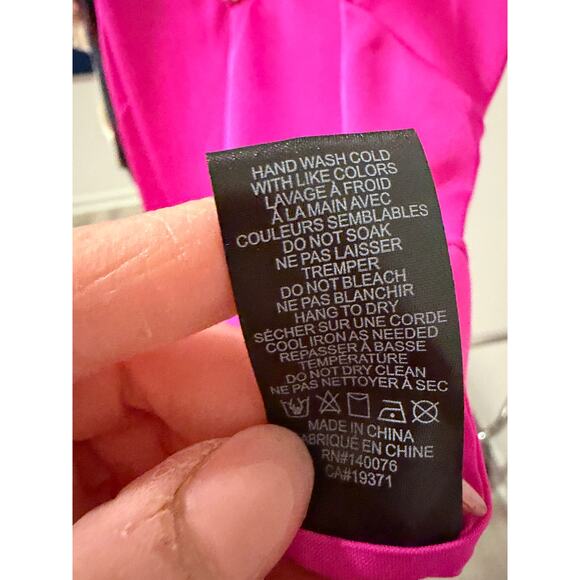 HAND WASH COLD
WITH LIKE COLORS
LAVAGE À FROID
À LA MAIN AVEC
COULEURS SEMBLABLES
DO NOT SOAK
NE PAS LAISSER
TREMPER
DO NOT BLEACH
NE PAS BLANCHIR
HANG TO DRY
SÉCHER SUR UNE CORDE
COOL IRON AS NEEDED
REPASSER À BASSE
TEMPÉRATURE
DO NOT DRY CLEAN
NE PAS NETTOYER À SEC
MADE IN CHINA
FABRIQUÉ EN CHINE
RN#140076
CA#19371